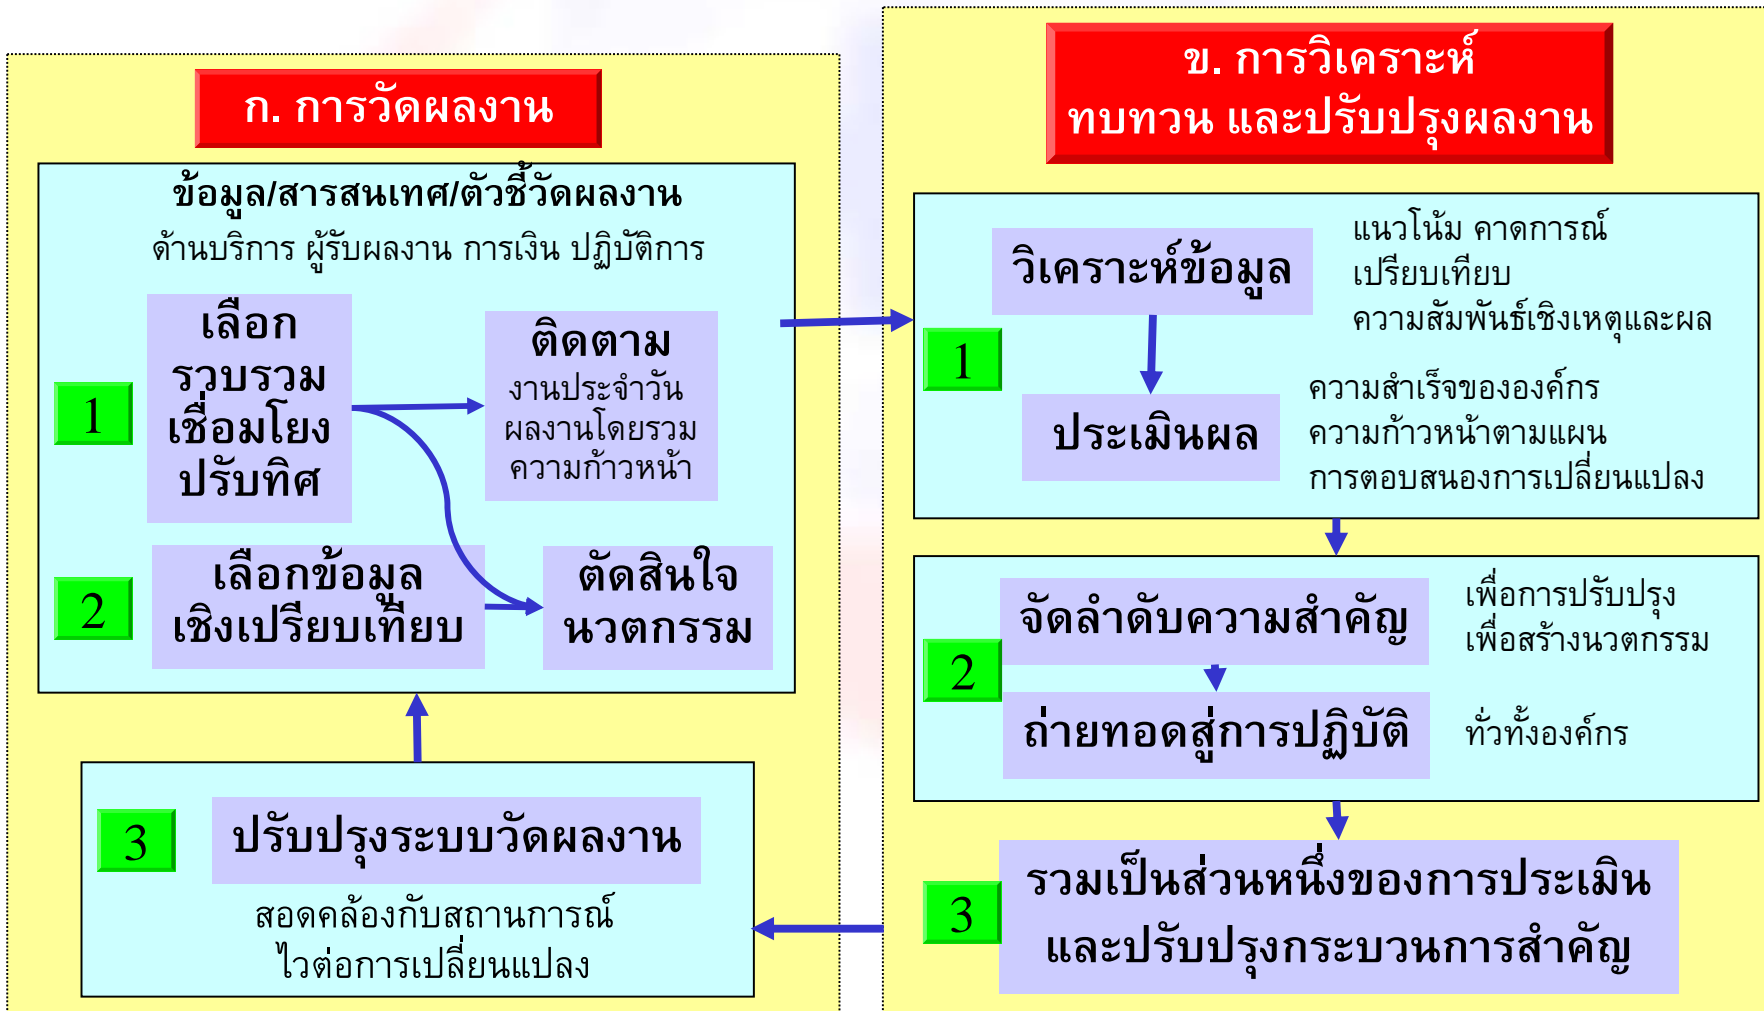 ก. การวัดผลงาน
ข้อมูล/สารสนเทศ/ตัวชี้วัดผลงาน
ด้านบริการ ผู้รับผลงาน การเงิน ปฏิบัติการ
1
เลือก
รวบรวม
เชื่อมโยง
ปรับทิศ
ติดตาม
งานประจำวัน
ผลงานโดยรวม
ความก้าวหน้า
2
เลือกข้อมูล
เชิงเปรียบเทียบ
ตัดสินใจ
นวตกรรม
3
ปรับปรุงระบบวัดผลงาน
สอดคล้องกับสถานการณ์
ไวต่อการเปลี่ยนแปลง
ข. การวิเคราะห์
ทบทวน และปรับปรุงผลงาน
1
วิเคราะห์ข้อมูล
แนวโน้ม คาดการณ์
เปรียบเทียบ
ความสัมพันธ์เชิงเหตุและผล
ประเมินผล
ความสำเร็จขององค์กร
ความก้าวหน้าตามแผน
การตอบสนองการเปลี่ยนแปลง
2
จัดลำดับความสำคัญ
เพื่อการปรับปรุง
เพื่อสร้างนวตกรรม
ถ่ายทอดสู่การปฏิบัติ
ทั่วทั้งองค์กร
3
รวมเป็นส่วนหนึ่งของการประเมิน
และปรับปรุงกระบวนการสำคัญ